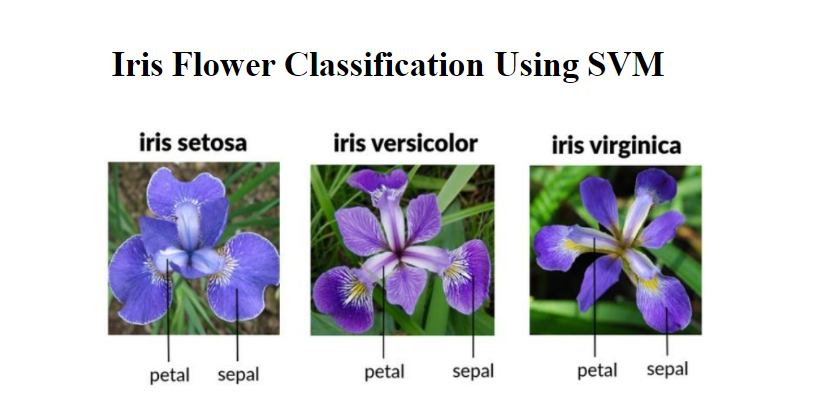 Iris Flower Classification Using SVM
iris setosa
iris versicolor
iris virginica
petal
sepal
petal
sepal
petal
sepal